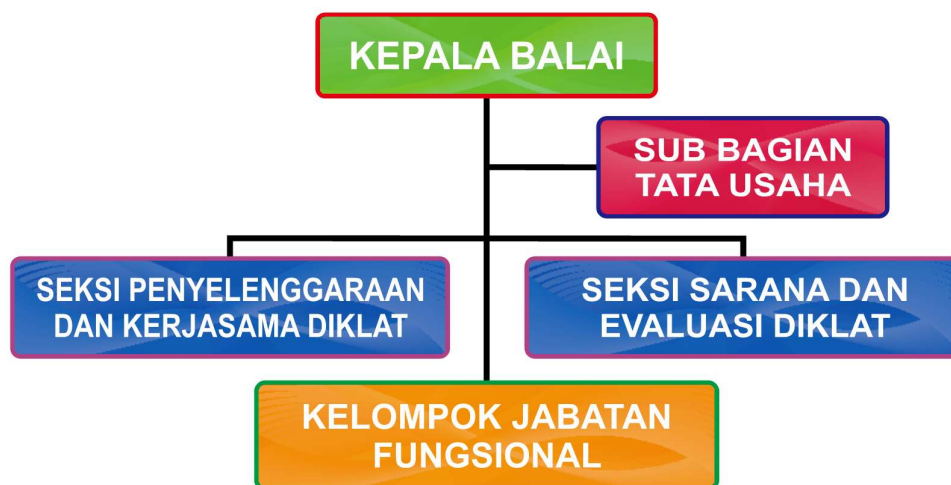 KEPALA BALAI
SUB BAGIAN
TATA USAHA
SEKSI PENYELENGGARAAN
DAN KERJASAMA DIKLAT
SEKSI SARANA DAN
EVALUASI DIKLAT
KELOMPOK JABATAN
FUNGSIONAL